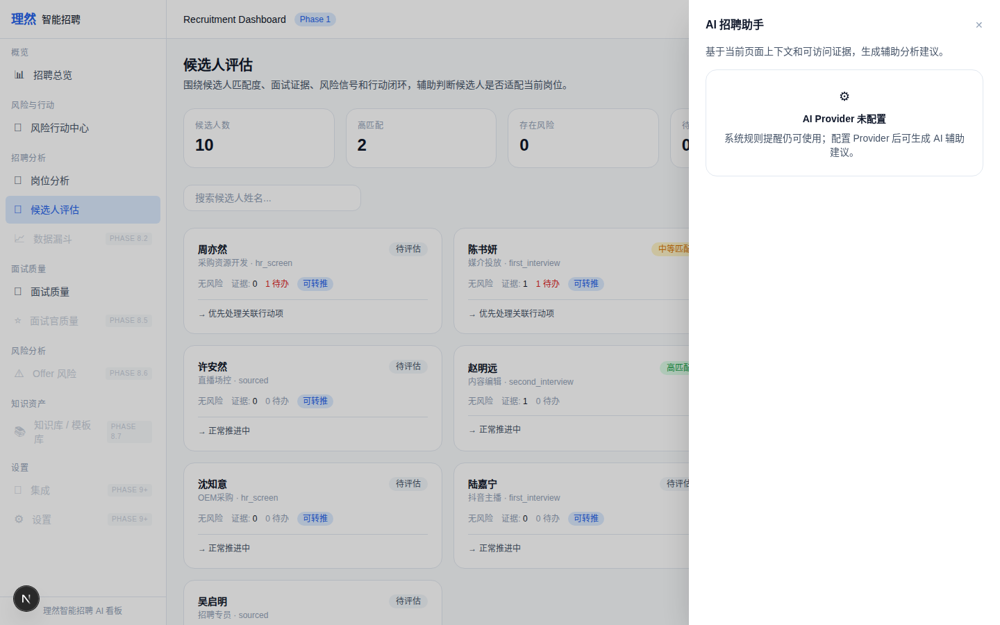 理然 智能招聘
概览
招聘总览
风险与行动
风险行动中心
招聘分析
岗位分析
候选人评估
数据漏斗 PHASE 8.2
面试质量
面试质量
面试官质量 PHASE 8.5
风险分析
Offer 风险 PHASE 8.6
知识资产
知识库 / 模板
库
PHASE
8.7
设置
集成 PHASE 9+
设置 PHASE 9+
理然智能招聘 AI 看板
Recruitment Dashboard Phase 1
候选人评估
围绕候选人匹配度、面试证据、风险信号和行动闭环，辅助判断候选人是否适配当前岗位。
候选人数
10
高匹配
2
存在风险
0
待
0
搜索候选人姓名...
周亦然 待评估
采购资源开发 · hr_screen
无风险 证据: 0 1 待办 可转推
→ 优先处理关联行动项
陈书妍 中等匹配
媒介投放 · first_interview
无风险 证据: 1 1 待办 可转推
→ 优先处理关联行动项
许安然 待评估
直播场控 · sourced
无风险 证据: 0 0 待办 可转推
→ 正常推进中
赵明远 高匹配
内容编辑 · second_interview
无风险 证据: 1 0 待办
→ 正常推进中
沈知意 待评估
OEM采购 · hr_screen
无风险 证据: 0 0 待办 可转推
→ 正常推进中
陆嘉宁 待评估
抖音主播 · first_interview
无风险 证据: 0 0 待办 可转推
→ 正常推进中
吴启明 待评估
招聘专员 · sourced
AI 招聘助手 ×
基于当前页面上下文和可访问证据，生成辅助分析建议。
AI Provider 未配置
系统规则提醒仍可使用；配置 Provider 后可生成 AI 辅助
建议。